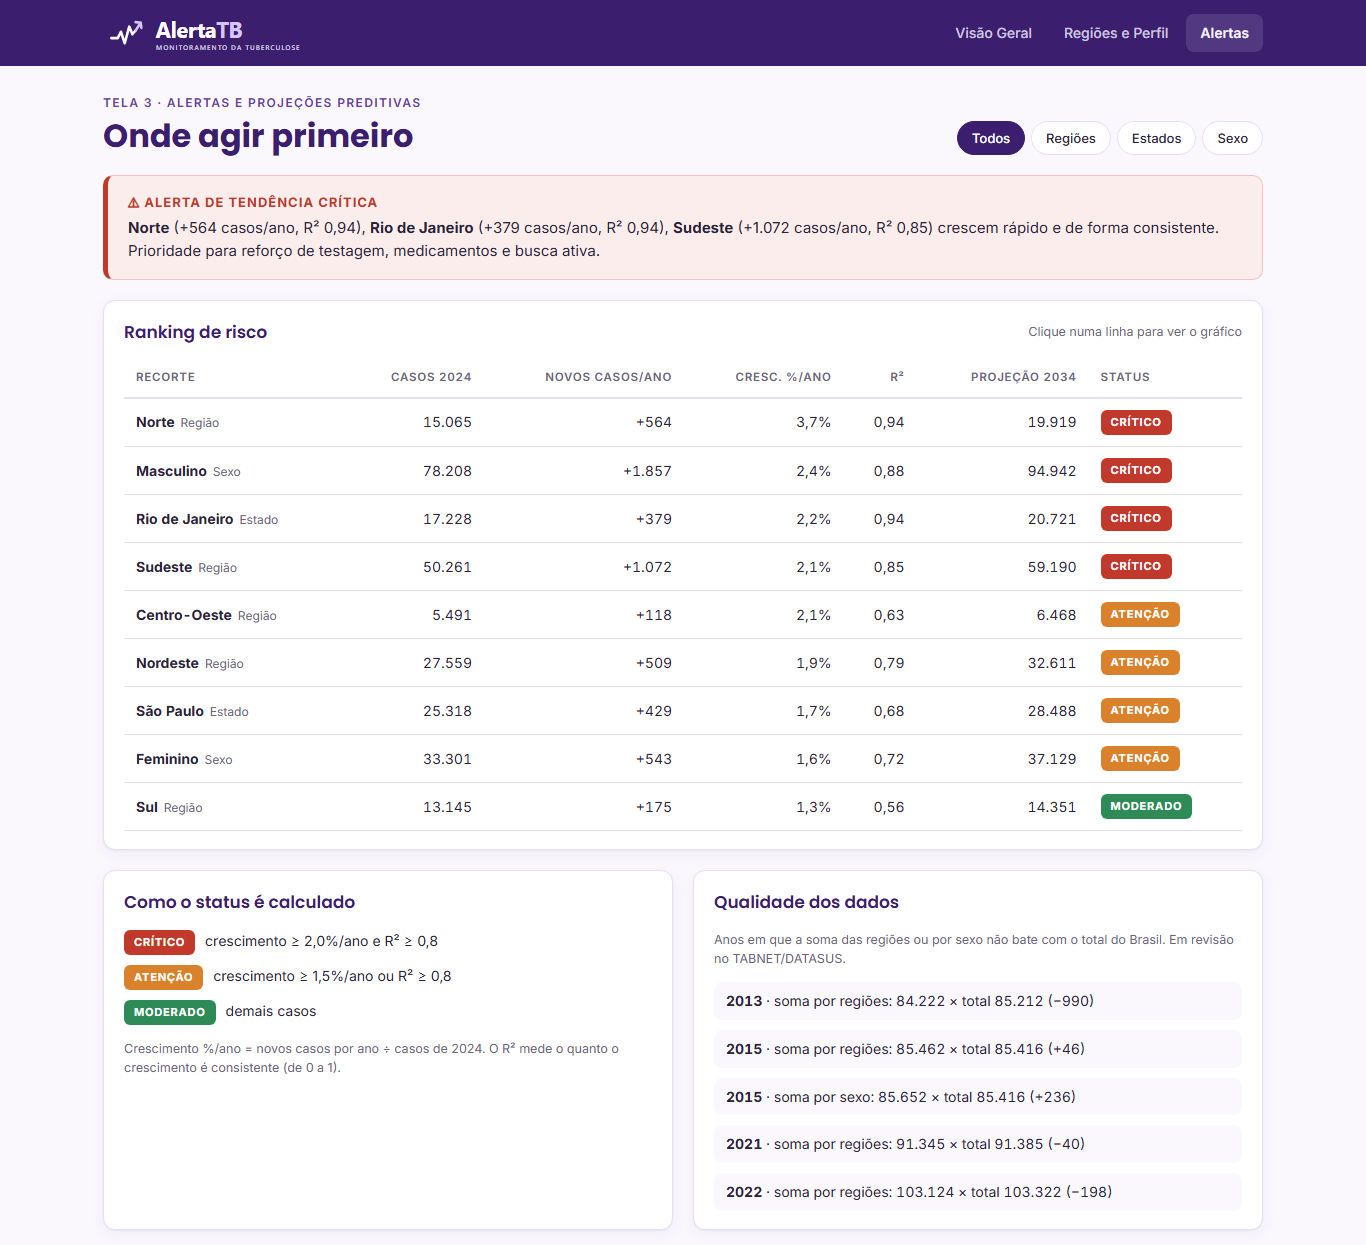 AlertaTB
MONITORAMENTO DA TUBERCULOSE
Visão Geral
Regiões e Perfil
Alertas
TELA 3 · ALERTAS E PROJEÇÕES PREDITIVAS
Onde agir primeiro
Todos
Regiões
Estados
Sexo
⚠ ALERTA DE TENDÊNCIA CRÍTICA
Norte (+564 casos/ano, R² 0,94), Rio de Janeiro (+379 casos/ano, R² 0,94), Sudeste (+1.072 casos/ano, R² 0,85) crescem rápido e de forma consistente.
Prioridade para reforço de testagem, medicamentos e busca ativa.
Ranking de risco
Clique numa linha para ver o gráfico
RECORTE CASOS 2024 NOVOS CASOS/ANO CRESC. %/ANO R² PROJEÇÃO 2034 STATUS
Norte Região 15.065 +564 3,7% 0,94 19.919 CRÍTICO
Masculino Sexo 78.208 +1.857 2,4% 0,88 94.942 CRÍTICO
Rio de Janeiro Estado 17.228 +379 2,2% 0,94 20.721 CRÍTICO
Sudeste Região 50.261 +1.072 2,1% 0,85 59.190 CRÍTICO
Centro-Oeste Região 5.491 +118 2,1% 0,63 6.468 ATENÇÃO
Nordeste Região 27.559 +509 1,9% 0,79 32.611 ATENÇÃO
São Paulo Estado 25.318 +429 1,7% 0,68 28.488 ATENÇÃO
Feminino Sexo 33.301 +543 1,6% 0,72 37.129 ATENÇÃO
Sul Região 13.145 +175 1,3% 0,56 14.351 MODERADO
Como o status é calculado
CRÍTICO crescimento ≥ 2,0%/ano e R² ≥ 0,8
ATENÇÃO crescimento ≥ 1,5%/ano ou R² ≥ 0,8
MODERADO demais casos
Crescimento %/ano = novos casos por ano ÷ casos de 2024. O R² mede o quanto o
crescimento é consistente (de 0 a 1).
Qualidade dos dados
Anos em que a soma das regiões ou por sexo não bate com o total do Brasil. Em revisão
no TABNET/DATASUS.
2013 · soma por regiões: 84.222 × total 85.212 (−990)
2015 · soma por regiões: 85.462 × total 85.416 (+46)
2015 · soma por sexo: 85.652 × total 85.416 (+236)
2021 · soma por regiões: 91.345 × total 91.385 (−40)
2022 · soma por regiões: 103.124 × total 103.322 (−198)